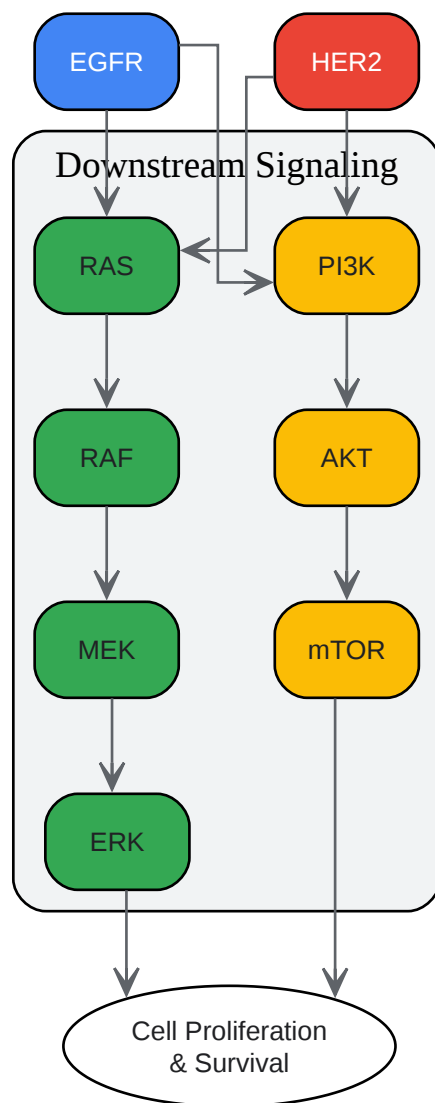 EGFR
HER2
Downstream Signaling
RAS
PI3K
RAF
AKT
MEK
mTOR
ERK
Cell Proliferation
& Survival